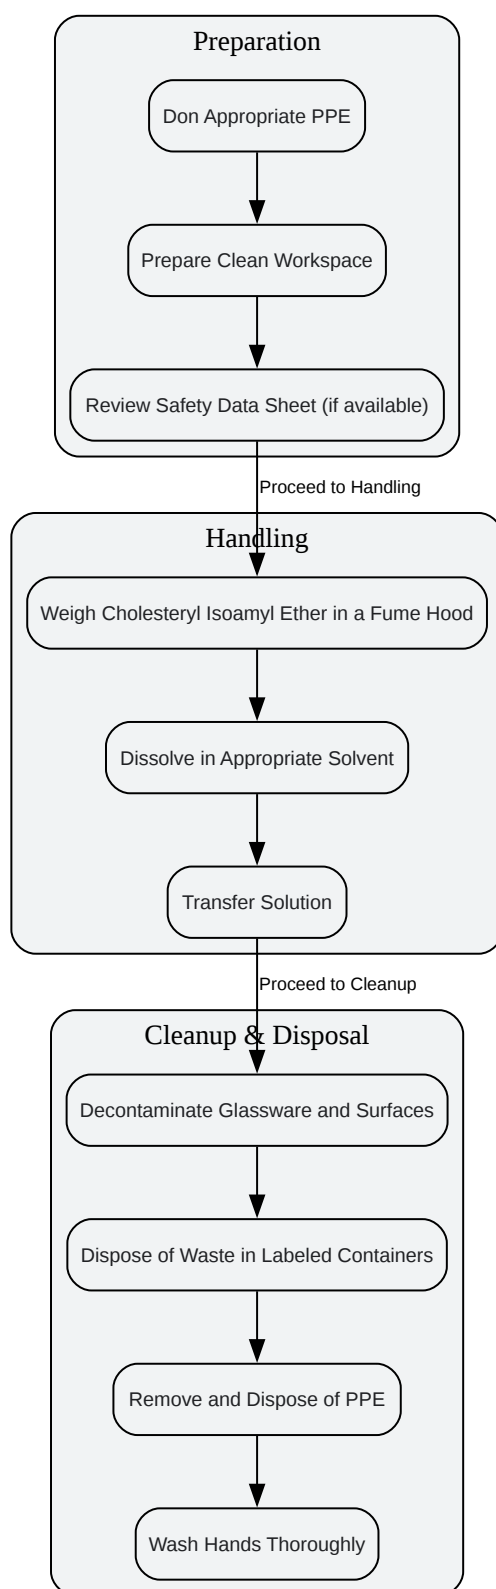 Preparation
Don Appropriate PPE
Prepare Clean Workspace
Review Safety Data Sheet (if available)
Proceed to Handling
Handling
Weigh Cholesteryl Isoamyl Ether in a Fume Hood
Dissolve in Appropriate Solvent
Transfer Solution
Proceed to Cleanup
Cleanup & Disposal
Decontaminate Glassware and Surfaces
Dispose of Waste in Labeled Containers
Remove and Dispose of PPE
Wash Hands Thoroughly